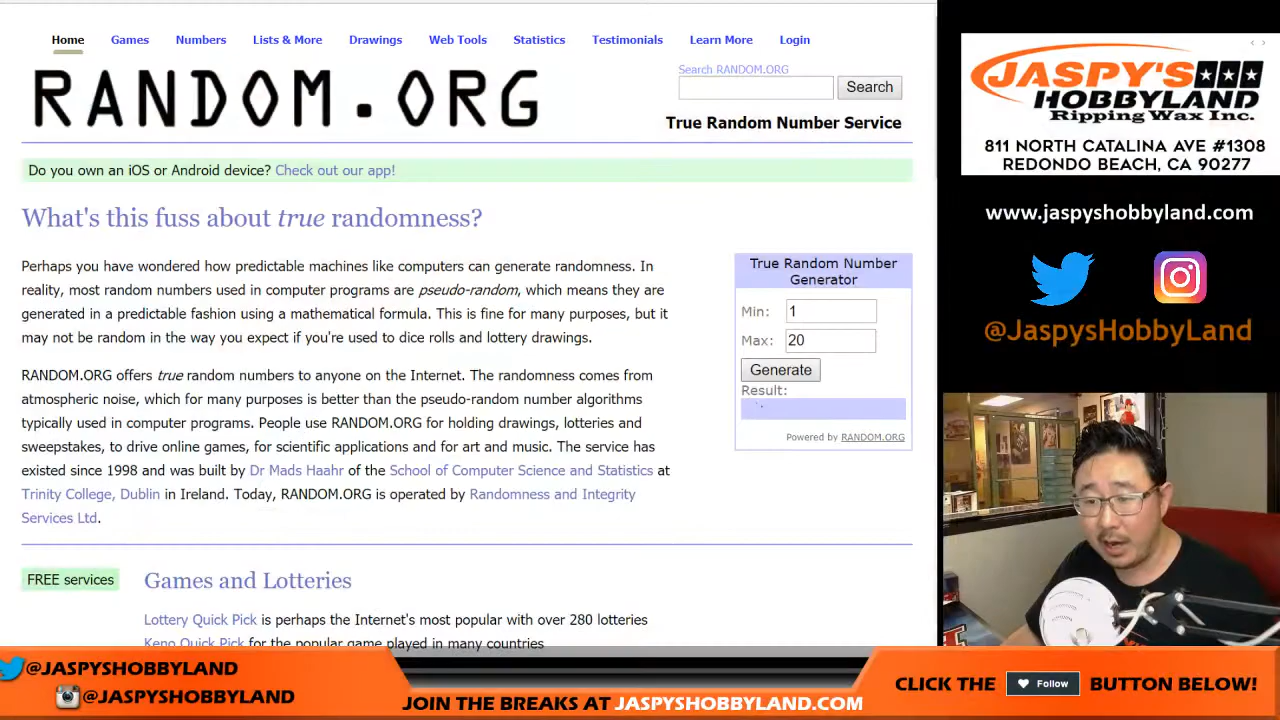 Home Games Numbers Lists & More Drawings Web Tools Statistics Testimonials Learn More Login
RANDOM.ORG
Search RANDOM.ORG
Search
True Random Number Service
Do you own an iOS or Android device? Check out our app!
What's this fuss about true randomness?
Perhaps you have wondered how predictable machines like computers can generate randomness. In
reality, most random numbers used in computer programs are pseudo-random, which means they are
generated in a predictable fashion using a mathematical formula. This is fine for many purposes, but it
may not be random in the way you expect if you're used to dice rolls and lottery drawings.
RANDOM.ORG offers true random numbers to anyone on the Internet. The randomness comes from
atmospheric noise, which for many purposes is better than the pseudo-random number algorithms
typically used in computer programs. People use RANDOM.ORG for holding drawings, lotteries and
sweepstakes, to drive online games, for scientific applications and for art and music. The service has
existed since 1998 and was built by Dr Mads Haahr of the School of Computer Science and Statistics at
Trinity College, Dublin in Ireland. Today, RANDOM.ORG is operated by Randomness and Integrity
Services Ltd.
True Random Number
Generator
Min: 1
Max: 20
Generate
Result:
Powered by RANDOM.ORG
FREE services
Games and Lotteries
Lottery Quick Pick is perhaps the Internet's most popular with over 280 lotteries
Keno Quick Pick for the popular game played in many countries
JASPY'S
HOBBYLAND
Ripping Wax Inc.
811 NORTH CATALINA AVE #1308
REDONDO BEACH, CA 90277
www.jaspyshobbyland.com
@JaspysHobbyLand
@JASPYSHOBBYLAND
@JASPYSHOBBYLAND
JOIN THE BREAKS AT JASPYSHOBBYLAND.COM
CLICK THE Follow BUTTON BELOW!